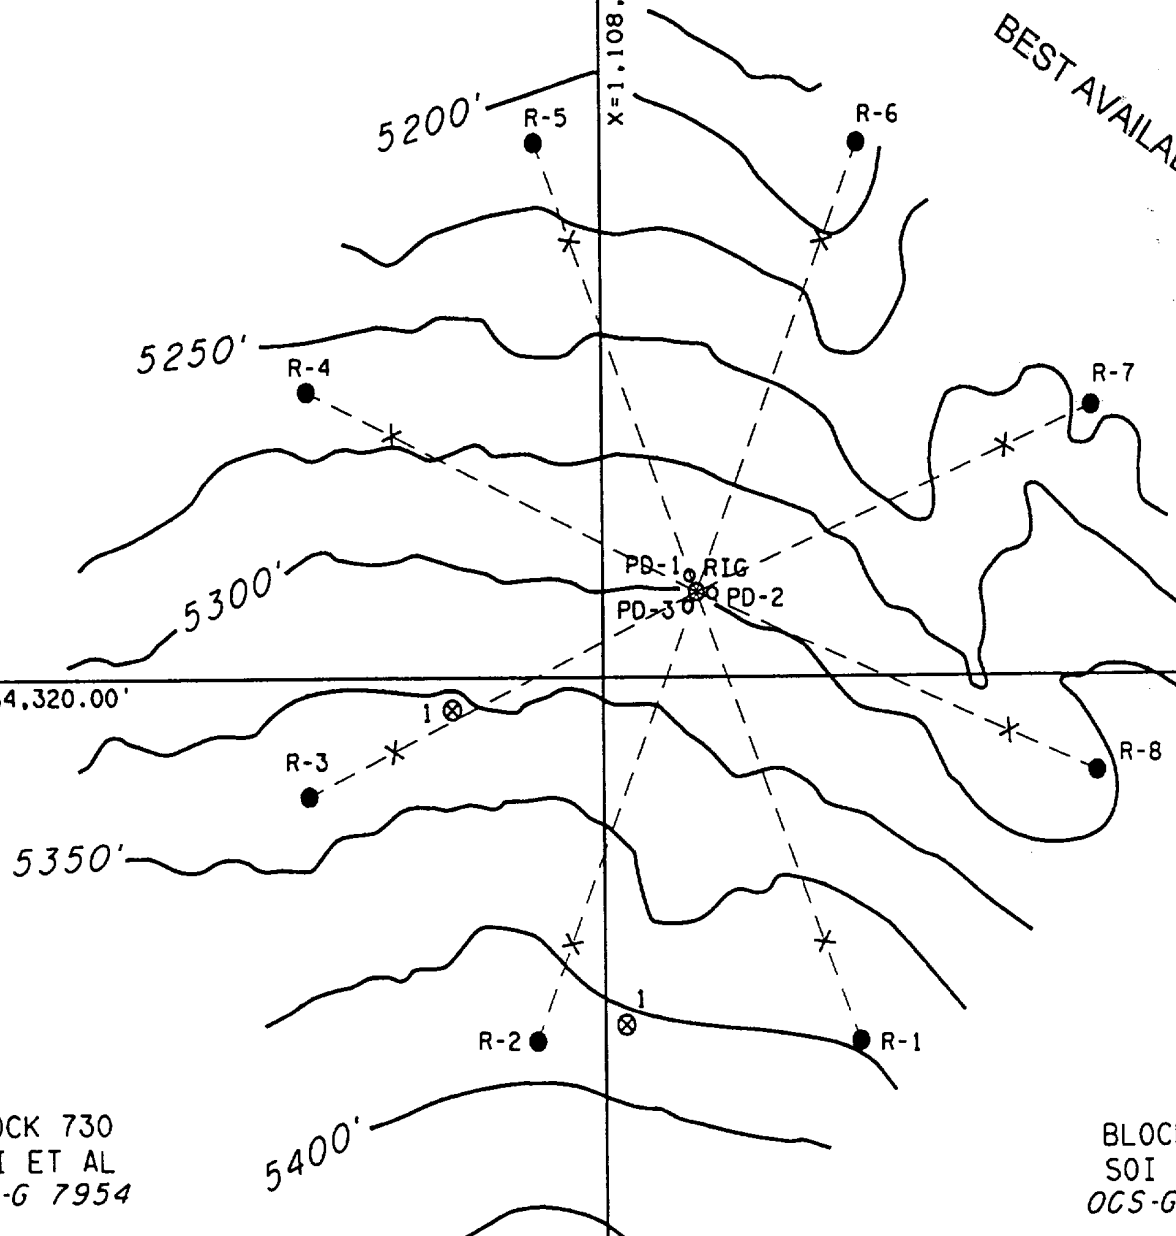 X=1,108,
BEST AVAILA
5200'
R-5
R-6
5250'
R-4
R-7
PD-1
RIG
PD-2
PD-3
5300'
4,320.00'
1
R-3
R-8
5350'
1
R-2
R-1
5400'
OCK 730
I ET AL
-G 7954
BLOC
SOI
OCS-G